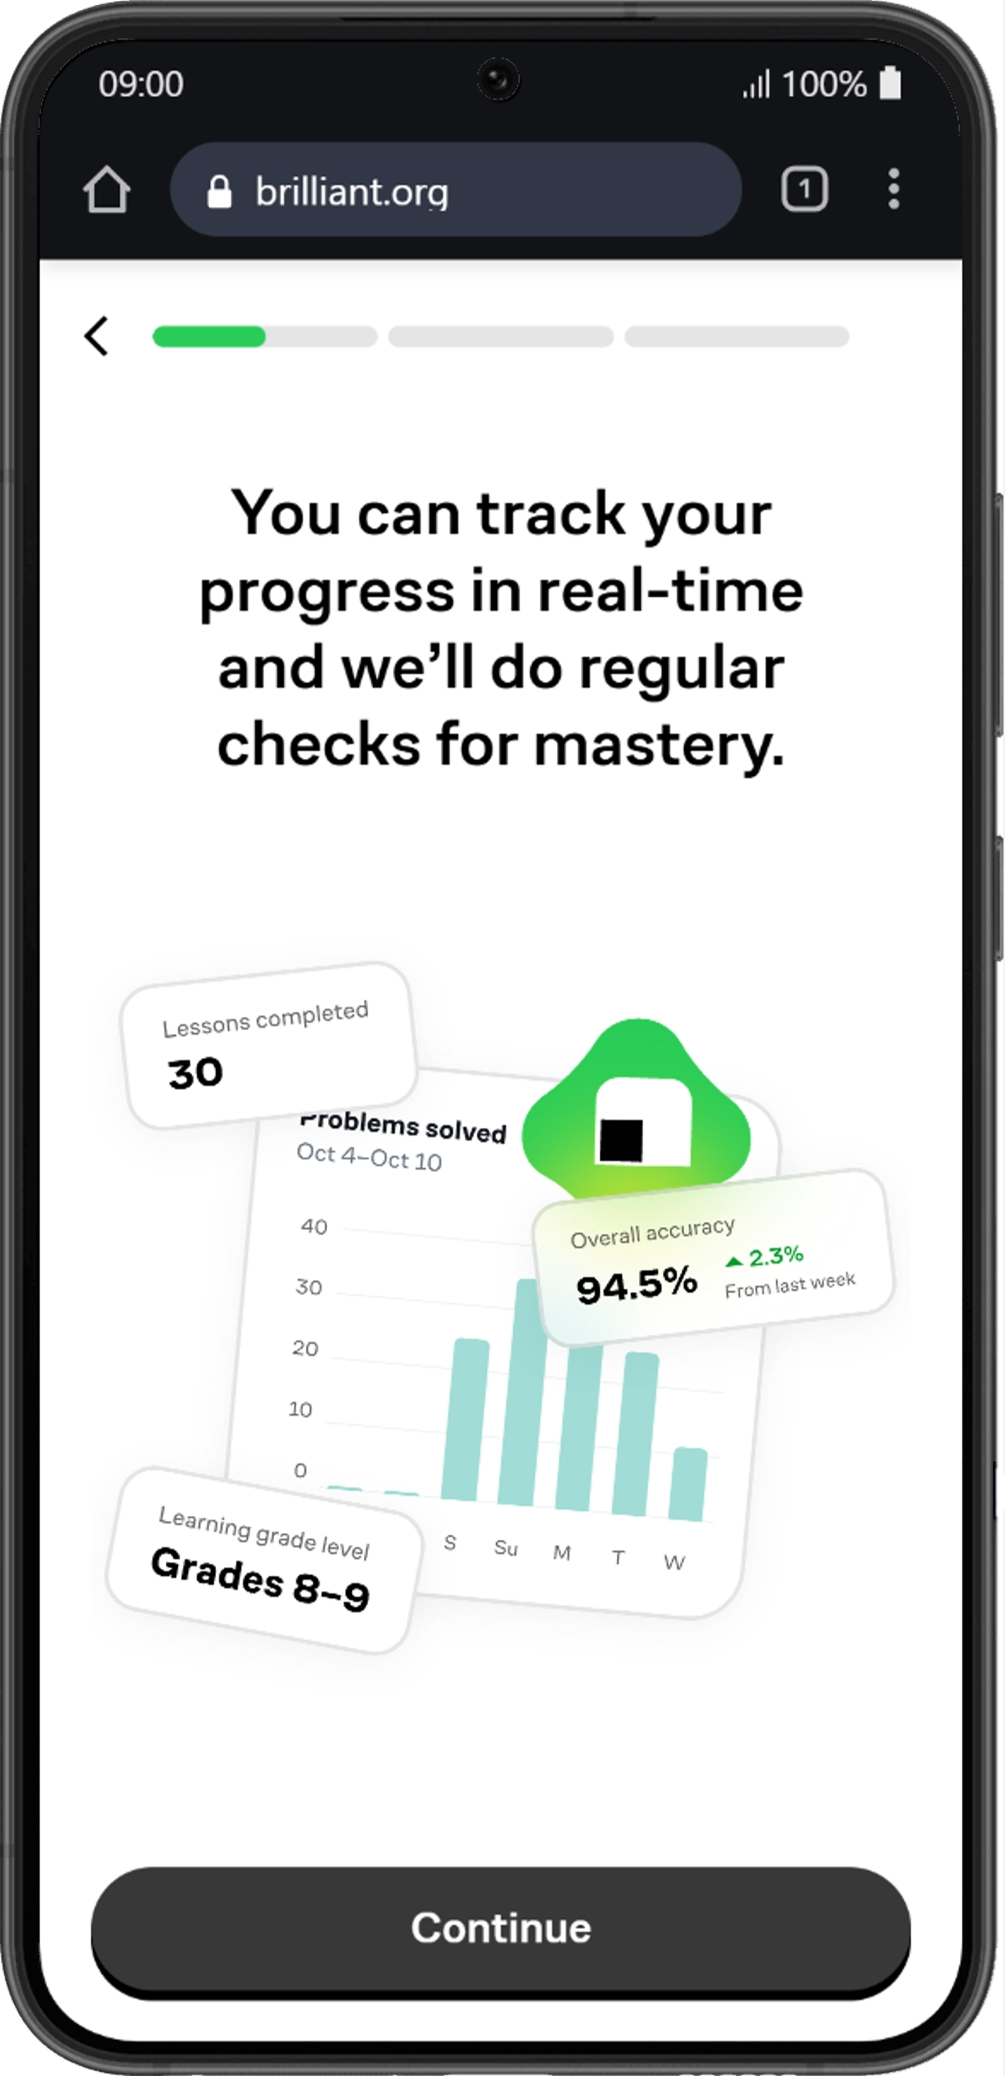 09:00
100%
brilliant.org
1
You can track your
progress in real-time
and we’ll do regular
checks for mastery.
Lessons completed
30
Problems solved
Oct 4–Oct 10
Overall accuracy
94.5%
2.3%
From last week
40
30
20
10
0
S Su M T W
Learning grade level
Grades 8–9
Continue